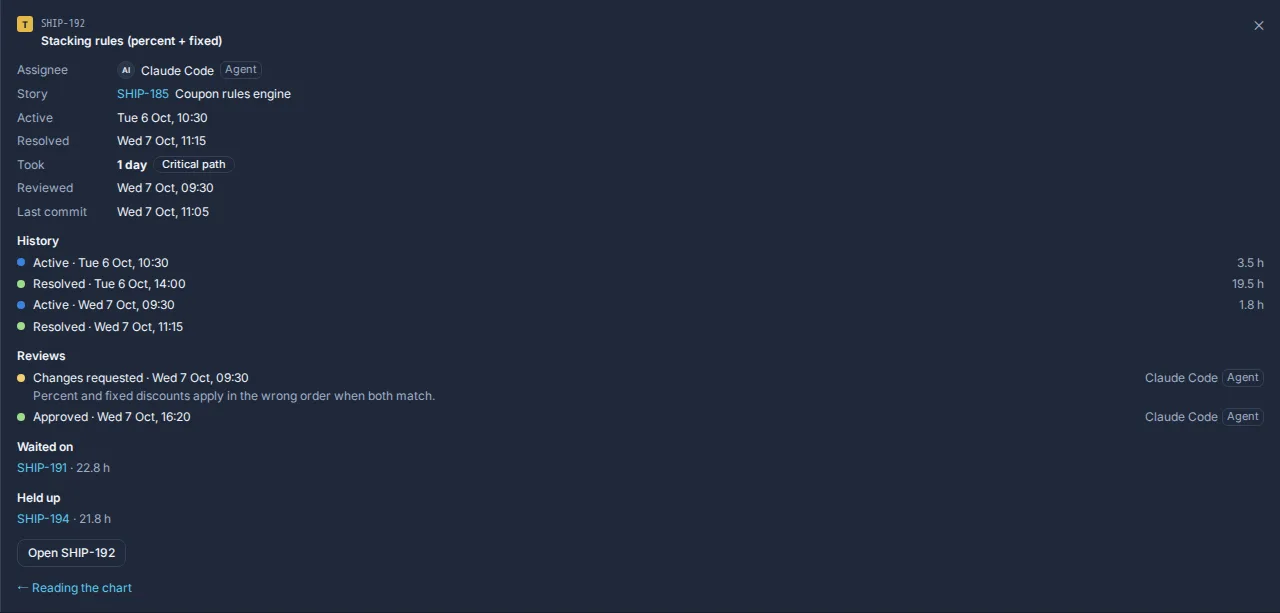 T SHIP-192
Stacking rules (percent + fixed)
Assignee AI Claude Code Agent
Story SHIP-185 Coupon rules engine
Active Tue 6 Oct, 10:30
Resolved Wed 7 Oct, 11:15
Took 1 day Critical path
Reviewed Wed 7 Oct, 09:30
Last commit Wed 7 Oct, 11:05
History
Active · Tue 6 Oct, 10:30 3.5 h
Resolved · Tue 6 Oct, 14:00 19.5 h
Active · Wed 7 Oct, 09:30 1.8 h
Resolved · Wed 7 Oct, 11:15
Reviews
Changes requested · Wed 7 Oct, 09:30 Claude Code Agent
Percent and fixed discounts apply in the wrong order when both match.
Approved · Wed 7 Oct, 16:20 Claude Code Agent
Waited on
SHIP-191 · 22.8 h
Held up
SHIP-194 · 21.8 h
Open SHIP-192
← Reading the chart